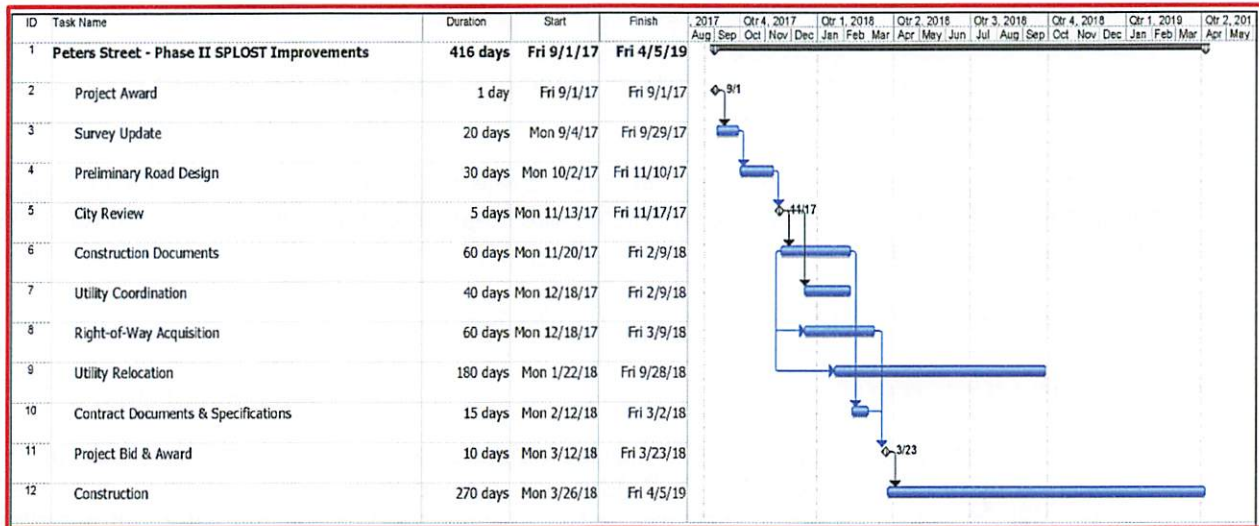 ID Task Name Duration Start Finish , 2017 Qtr 4, 2017 Qtr 1, 2018 Qtr 2, 2018 Qtr 3, 2018 Qtr 4, 2018 Qtr 1, 2019 Qtr 2, 201
Aug Sep Oct Nov Dec Jan Feb Mar Apr May Jun Jul Aug Sep Oct Nov Dec Jan Feb Mar Apr May
1 Peters Street - Phase II SPLOST Improvements 416 days Fri 9/1/17 Fri 4/5/19
2 Project Award 1 day Fri 9/1/17 Fri 9/1/17 9/1
3 Survey Update 20 days Mon 9/4/17 Fri 9/29/17
4 Preliminary Road Design 30 days Mon 10/2/17 Fri 11/10/17
5 City Review 5 days Mon 11/13/17 Fri 11/17/17 11/17
6 Construction Documents 60 days Mon 11/20/17 Fri 2/9/18
7 Utility Coordination 40 days Mon 12/18/17 Fri 2/9/18
8 Right-of-Way Acquisition 60 days Mon 12/18/17 Fri 3/9/18
9 Utility Relocation 180 days Mon 1/22/18 Fri 9/28/18
10 Contract Documents & Specifications 15 days Mon 2/12/18 Fri 3/2/18
11 Project Bid & Award 10 days Mon 3/12/18 Fri 3/23/18 3/23
12 Construction 270 days Mon 3/26/18 Fri 4/5/19